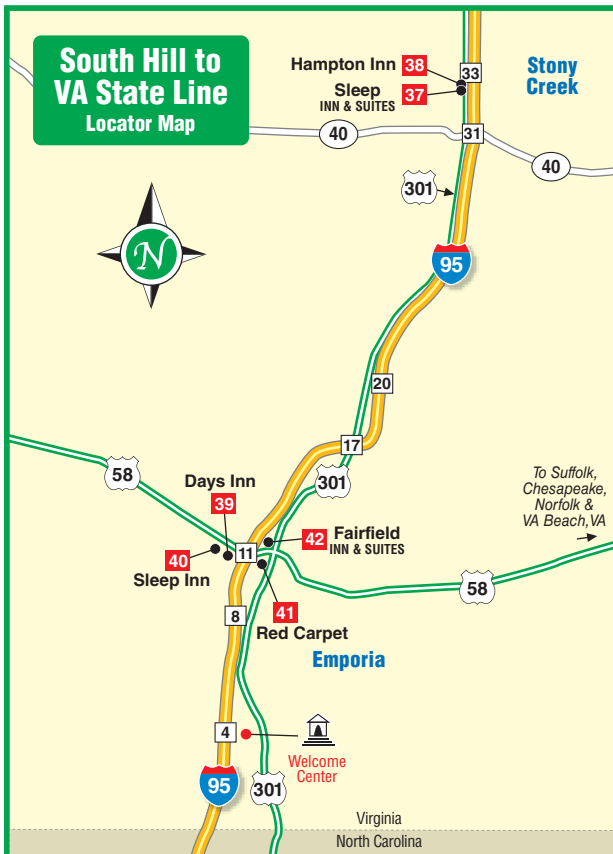 South Hill to
VA State Line
Locator Map
Hampton Inn 38
Sleep 37
INN & SUITES
33
Stony
Creek
40
31
40
301
N
95
20
17
58
301
Days Inn
39
To Suffolk,
Chesapeake,
Norfolk &
VA Beach,VA
40
Sleep Inn
11
42 Fairfield
INN & SUITES
58
41
Red Carpet
8
Emporia
4
Welcome
Center
95
301
Virginia
North Carolina